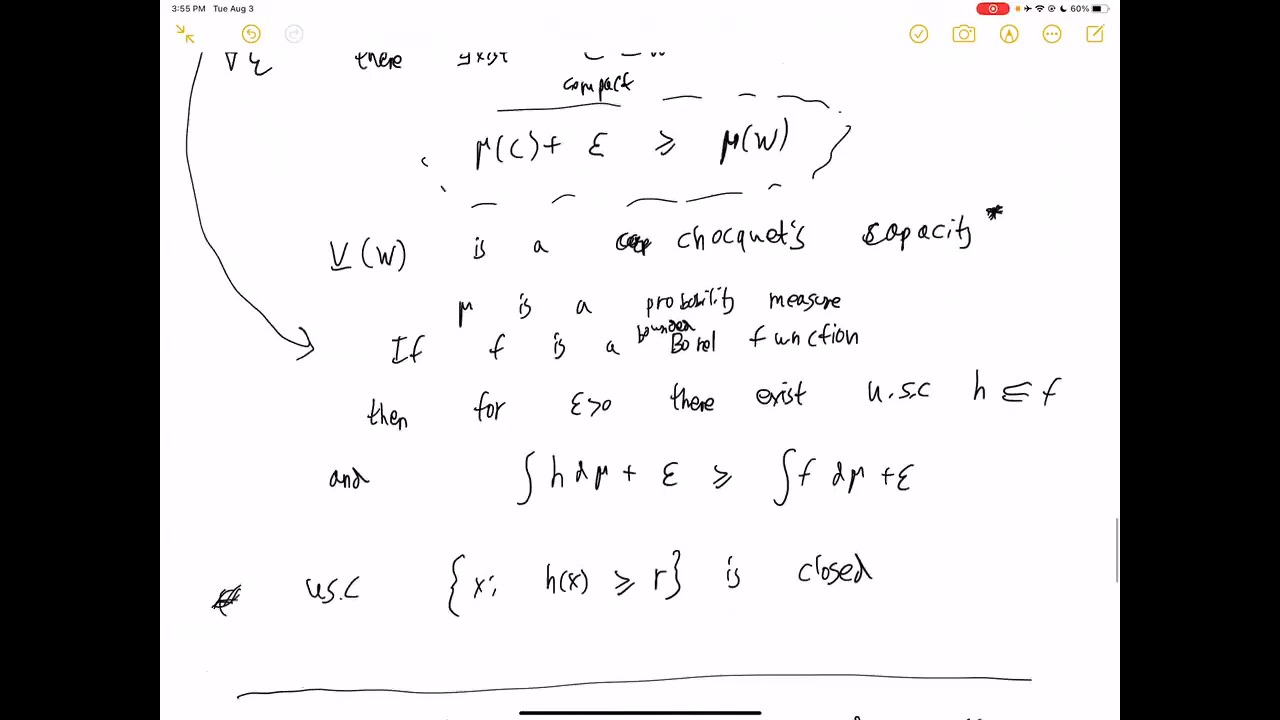 3:55 PM Tue Aug 3
60%
∀ ε there exist
compact
μ(C) + ε ≥ μ(W)
V(W) is a chocquet's capacity *
μ is a probability measure
bounded
If f is a Borel function
then for ε>0 there exist u.s.c h ≤ f
and ∫ h dμ + ε ≥ ∫ f dμ + ε
u.s.c {x; h(x) ≥ r} is closed